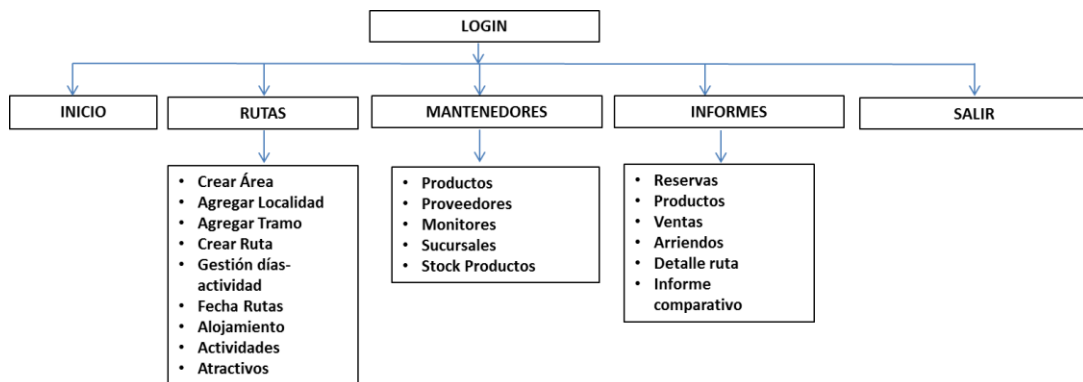 LOGIN
INICIO
RUTAS
MANTENEDORES
INFORMES
SALIR
• Crear Área
• Agregar Localidad
• Agregar Tramo
• Crear Ruta
• Gestión días-
actividad
• Fecha Rutas
• Alojamiento
• Actividades
• Atractivos
• Productos
• Proveedores
• Monitores
• Sucursales
• Stock Productos
• Reservas
• Productos
• Ventas
• Arriendos
• Detalle ruta
• Informe
comparativo